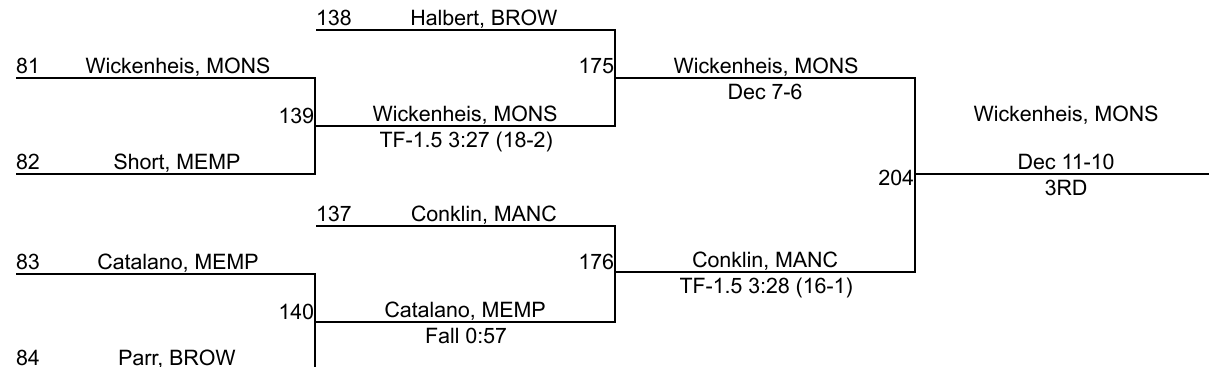 138 Halbert, BROW
81 Wickenheis, MONS
175 Wickenheis, MONS
Dec 7-6
139 Wickenheis, MONS
Wickenheis, MONS
TF-1.5 3:27 (18-2)
82 Short, MEMP
Dec 11-10
204
3RD
137 Conklin, MANC
83 Catalano, MEMP
176 Conklin, MANC
TF-1.5 3:28 (16-1)
140 Catalano, MEMP
Fall 0:57
84 Parr, BROW